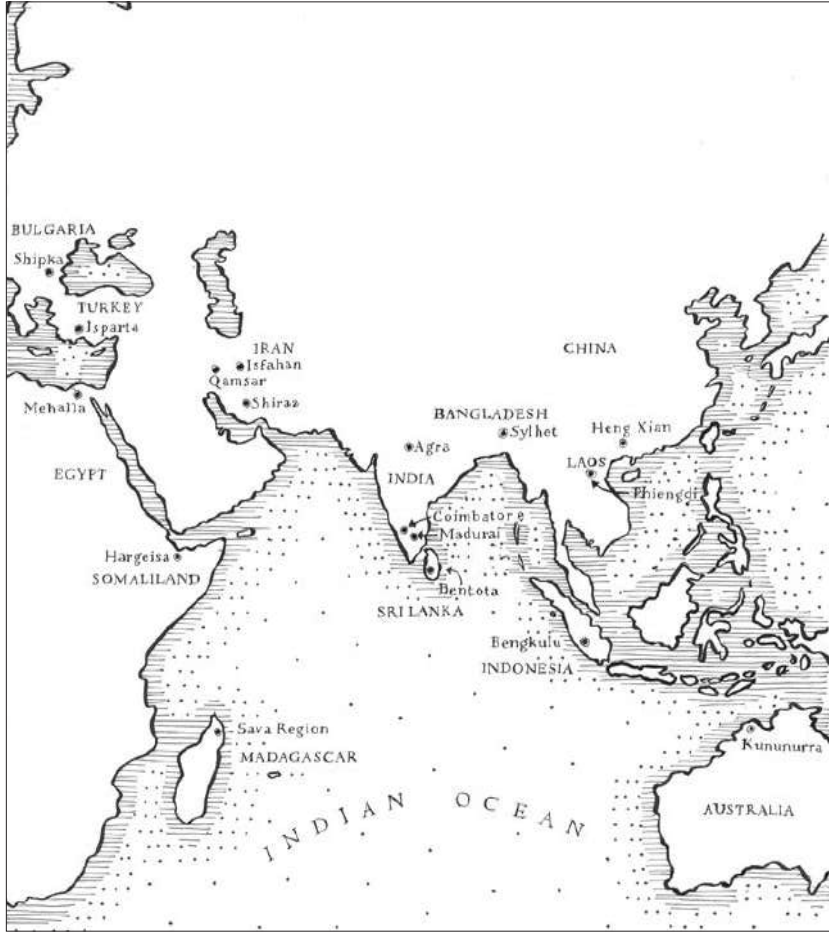 BULGARIA
Shipka
TURKEY
Isparta
IRAN
Isfahan
Qamsar
Shiraz
Mehalla
EGYPT
CHINA
BANGLADESH
Sylhet
Heng Xian
Agra
INDIA
LAOS
Phiengdi
Coimbatore
Madurai
Hargeisa
SOMALILAND
Bentota
SRI LANKA
Bengkulu
INDONESIA
Sava Region
MADAGASCAR
Kununurra
AUSTRALIA
INDIAN OCEAN